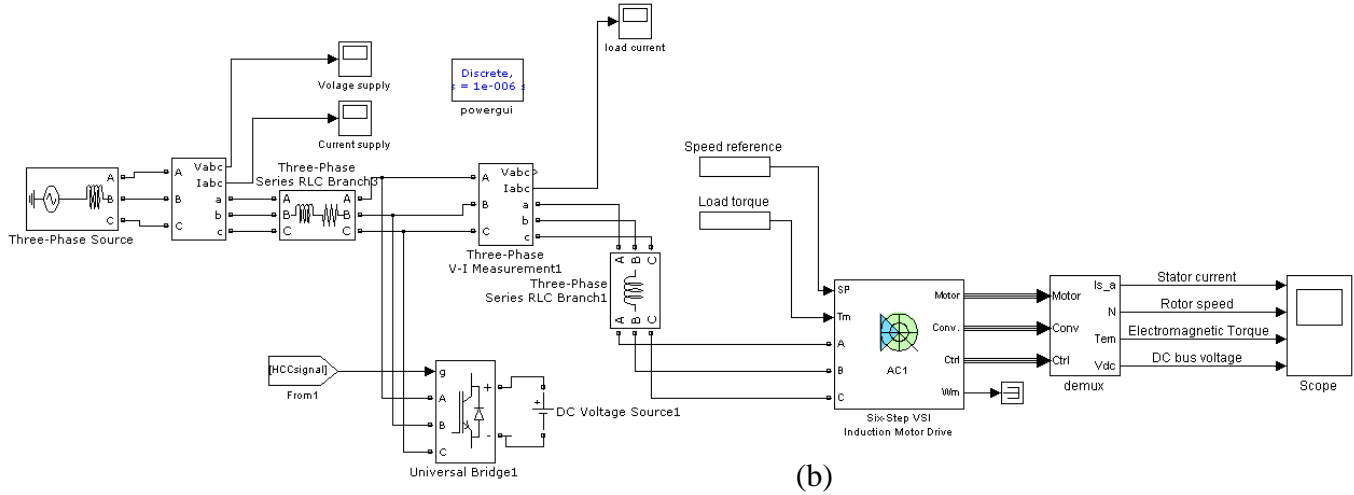 load current
Volage supply
Discrete,
s = 1e-006 s
powergui
Current supply
Speed reference
Three-Phase
Series RLC Branch3
Load torque
A
B
C
Three-Phase Source
A
B
C
Vabc
Iabc
a
b
c
A
B
C
A
B
C
A
B
C
Vabc
Iabc
a
b
c
Three-Phase
V-I Measurement1
A B C
Three-Phase
Series RLC Branch1
A B C
SP
Tm
A
B
C
Motor
Conv.
Ctrl
Wm
AC1
Six-Step VSI
Induction Motor Drive
Motor
Conv
Ctrl
Is_a
N
Tem
Vdc
demux
Stator current
Rotor speed
Electromagnetic Torque
DC bus voltage
Scope
[HCCsignal]
From1
g
A
B
C
+
-
Universal Bridge1
+
DC Voltage Source1
(b)